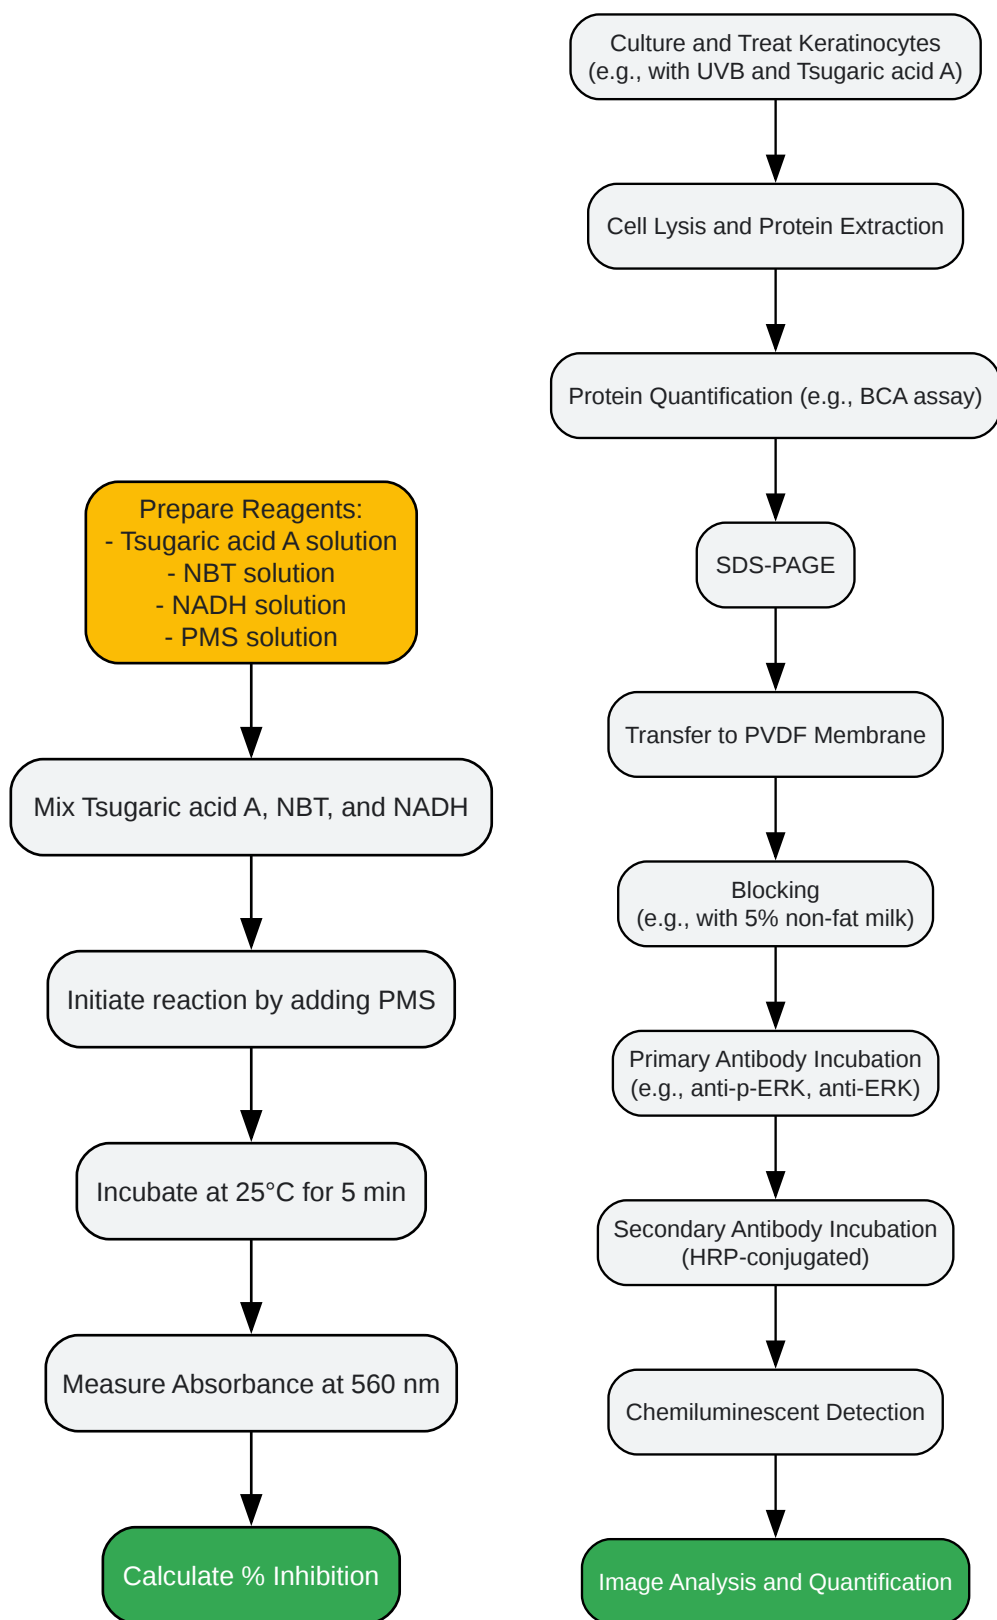 Prepare Reagents:
- Tsugaric acid A solution
- NBT solution
- NADH solution
- PMS solution
Mix Tsugaric acid A, NBT, and NADH
Initiate reaction by adding PMS
Incubate at 25°C for 5 min
Measure Absorbance at 560 nm
Calculate % Inhibition
Culture and Treat Keratinocytes
(e.g., with UVB and Tsugaric acid A)
Cell Lysis and Protein Extraction
Protein Quantification (e.g., BCA assay)
SDS-PAGE
Transfer to PVDF Membrane
Blocking
(e.g., with 5% non-fat milk)
Primary Antibody Incubation
(e.g., anti-p-ERK, anti-ERK)
Secondary Antibody Incubation
(HRP-conjugated)
Chemiluminescent Detection
Image Analysis and Quantification